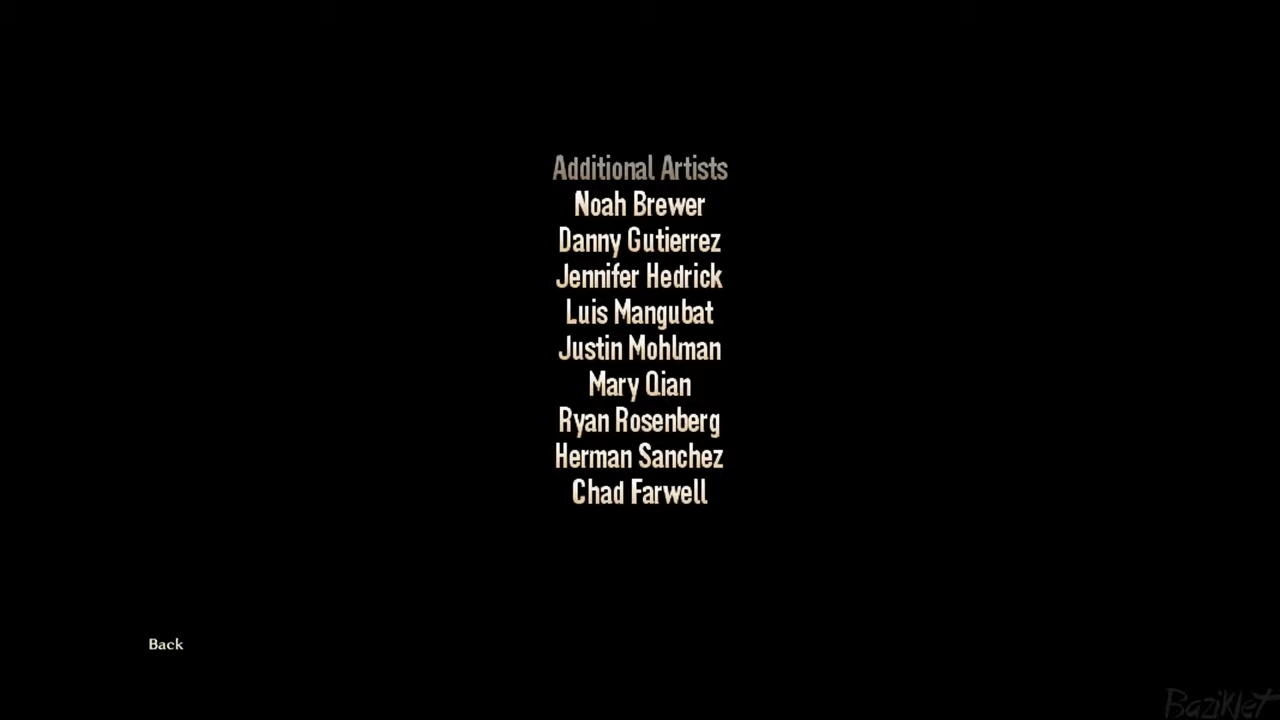 Additional Artists
Noah Brewer
Danny Gutierrez
Jennifer Hedrick
Luis Mangubat
Justin Mohlman
Mary Qian
Ryan Rosenberg
Herman Sanchez
Chad Farwell
Back
Baziklet